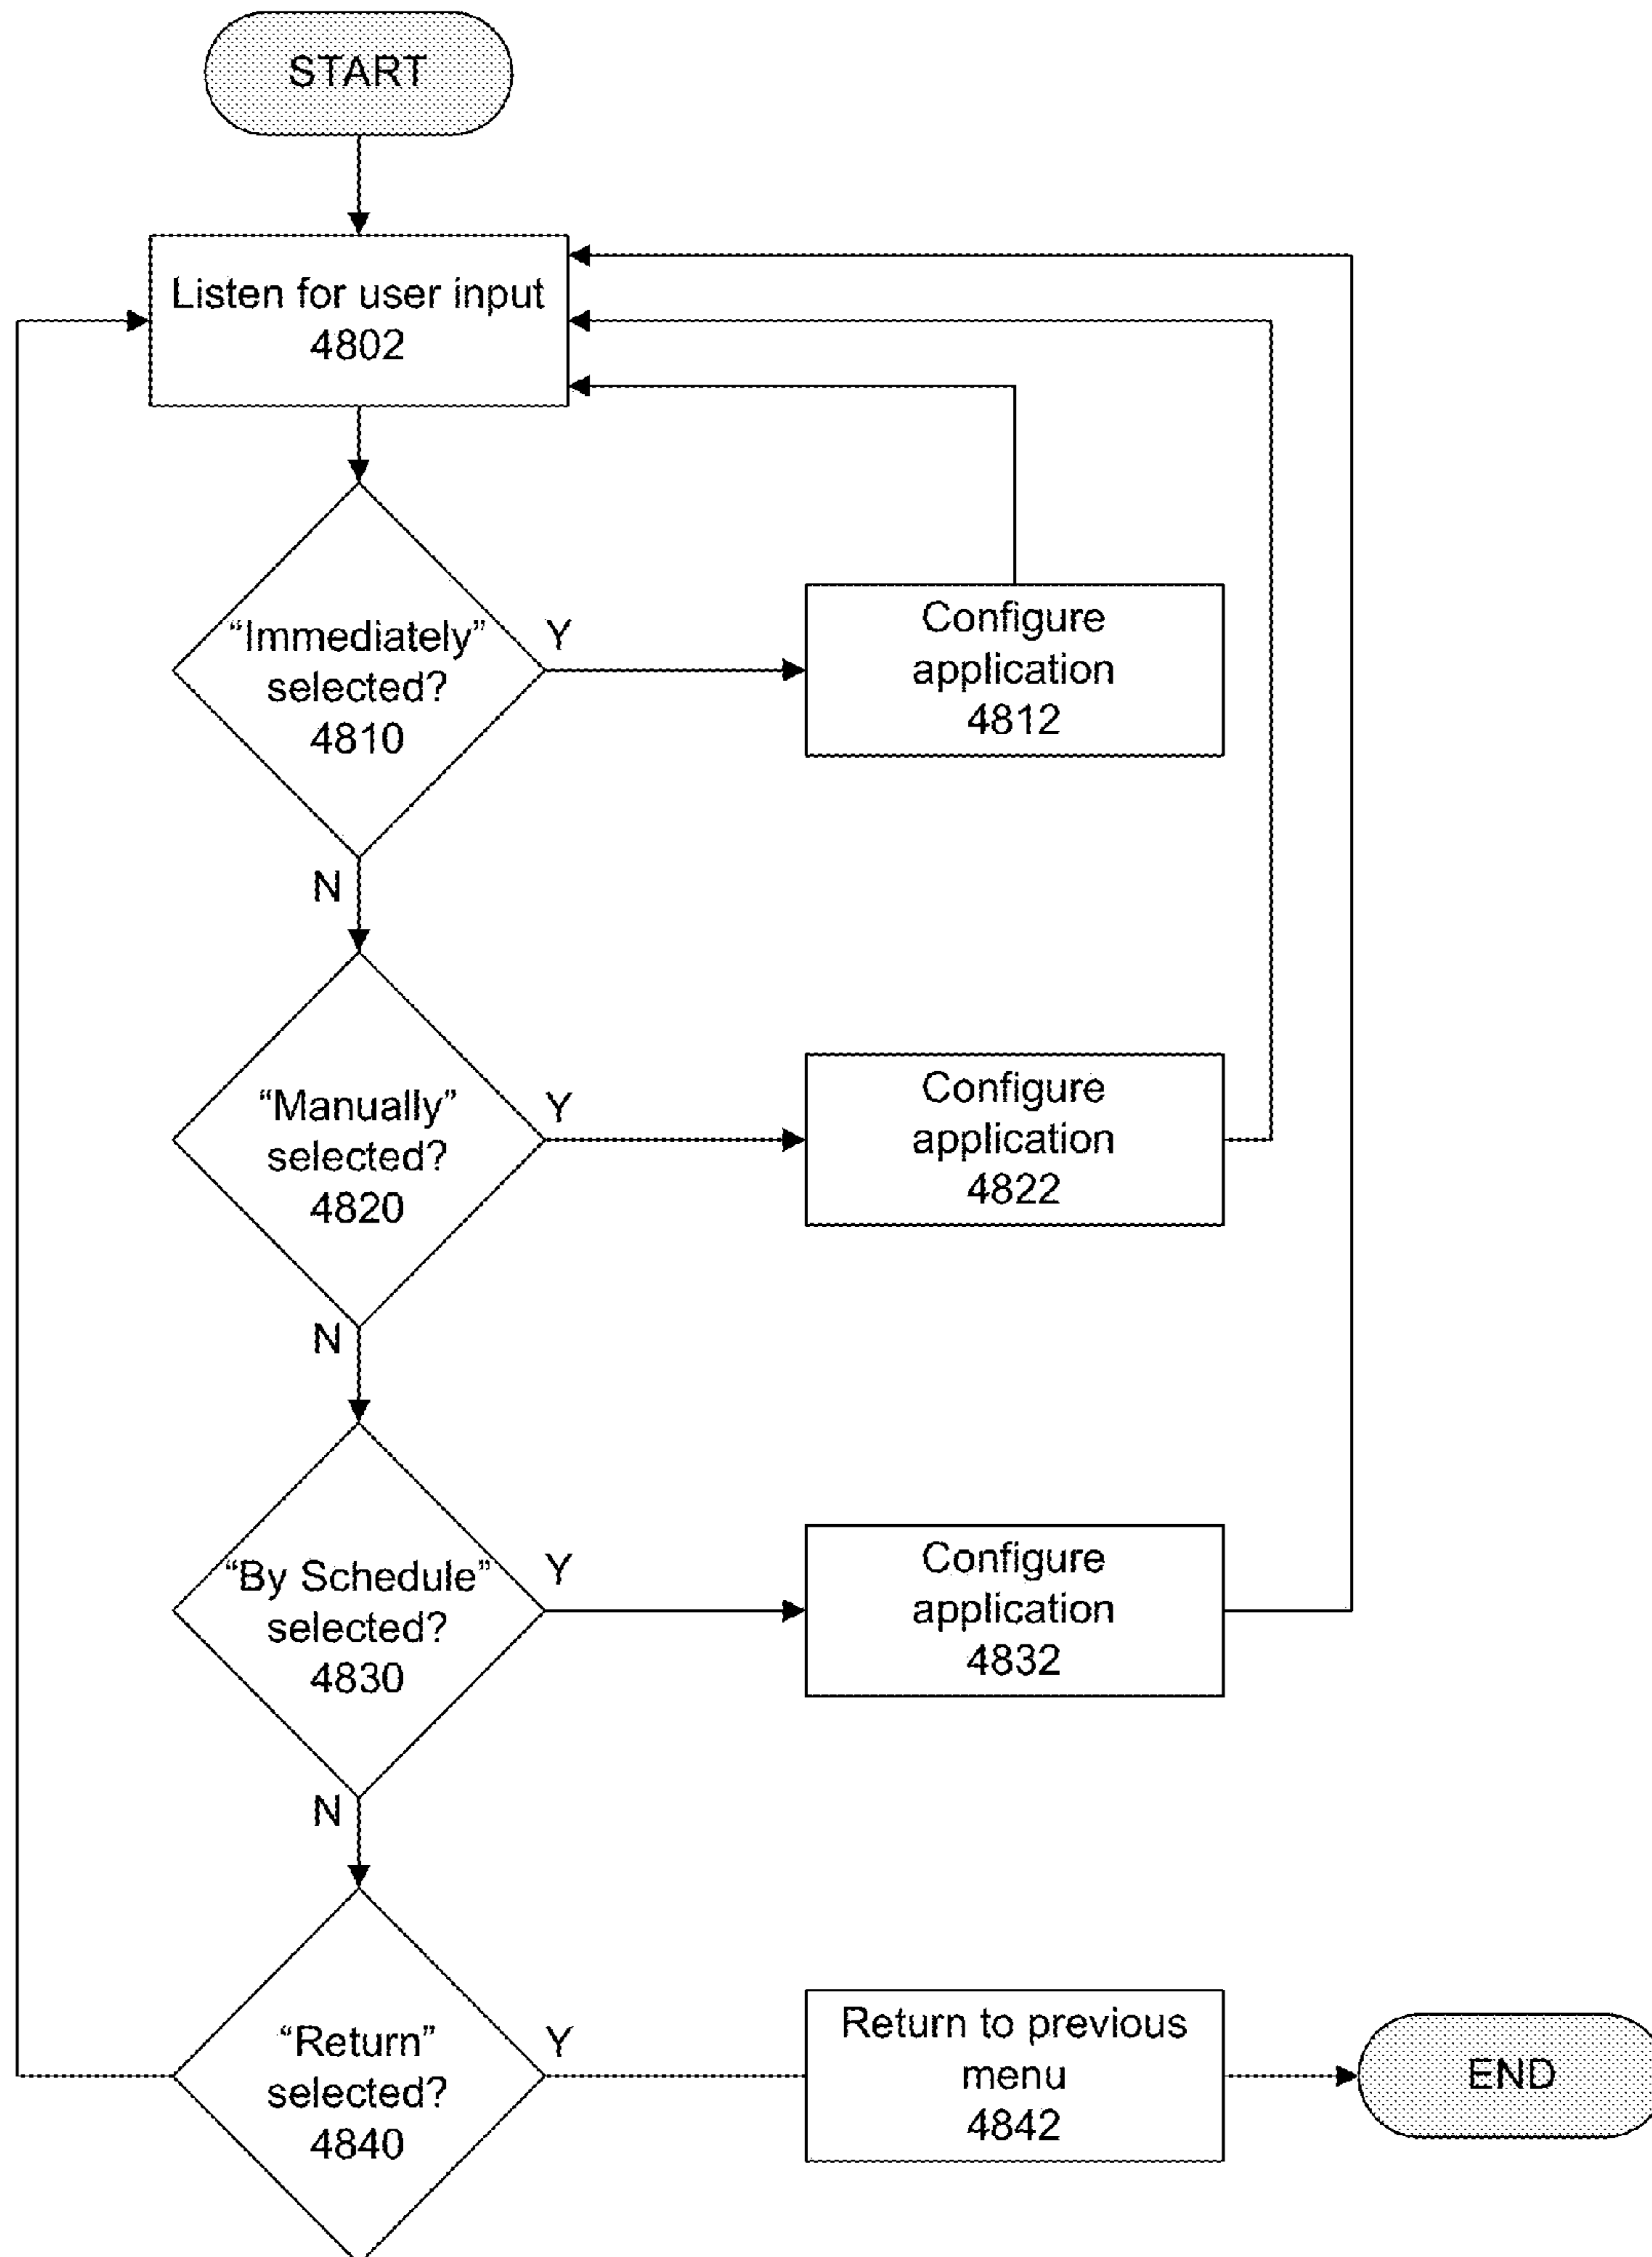 START
Listen for user input
4802
“Immediately”
selected?
4810
Y
Configure
application
4812
N
“Manually”
selected?
4820
Y
Configure
application
4822
N
“By Schedule”
selected?
4830
Y
Configure
application
4832
N
“Return”
selected?
4840
Y
Return to previous
menu
4842
END